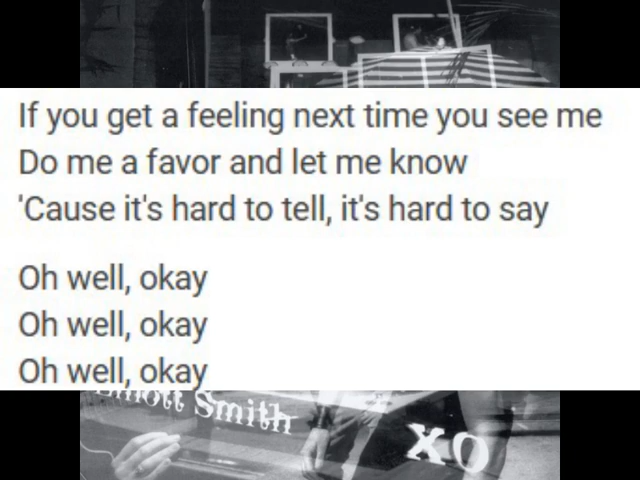 If you get a feeling next time you see me
Do me a favor and let me know
'Cause it's hard to tell, it's hard to say
Oh well, okay
Oh well, okay
Oh well, okay
Elliott Smith
XO